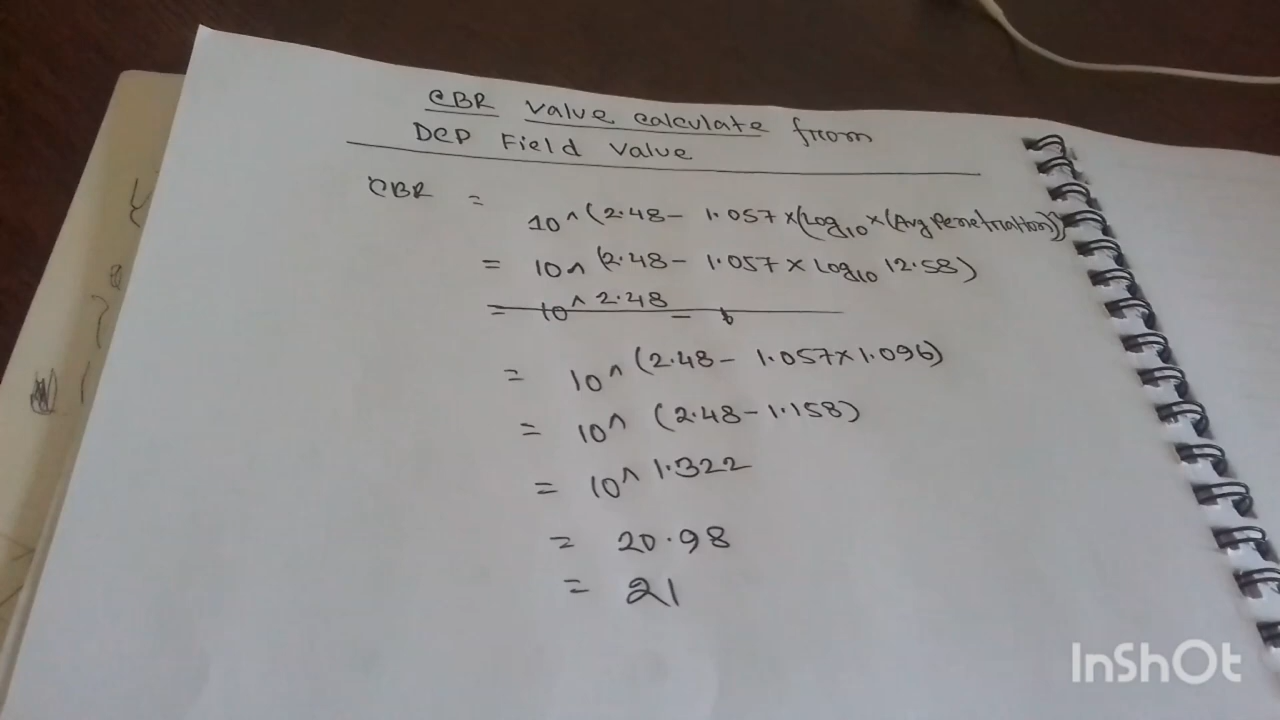 CBR value calculate from
DCP Field value
CBR =
10^(2.48- 1.057×(Log10×(Avg Penetration))
= 10^(2.48- 1.057×Log10 12.58)
= 10^2.48 -
= 10^(2.48- 1.057×1.096)
= 10^ (2.48-1.158)
= 10^1.322
= 20.98
= 21
InShOt